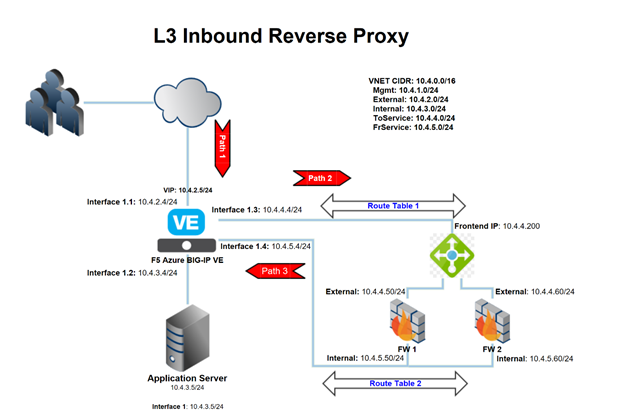 L3 Inbound Reverse Proxy
VNET CIDR: 10.4.0.0/16
Mgmt: 10.4.1.0/24
External: 10.4.2.0/24
Internal: 10.4.3.0/24
ToService: 10.4.4.0/24
FrService: 10.4.5.0/24
Path 1
Path 2
VIP: 10.4.2.5/24
Interface 1.1: 10.4.2.4/24
Interface 1.3: 10.4.4.4/24
Route Table 1
Frontend IP: 10.4.4.200
VE
Interface 1.4: 10.4.5.4/24
F5 Azure BIG-IP VE
Path 3
Interface 1.2: 10.4.3.4/24
External: 10.4.4.50/24
External: 10.4.4.60/24
FW 1
FW 2
Internal: 10.4.5.50/24
Internal: 10.4.5.60/24
Application Server
10.4.3.5/24
Route Table 2
Interface 1: 10.4.3.5/24